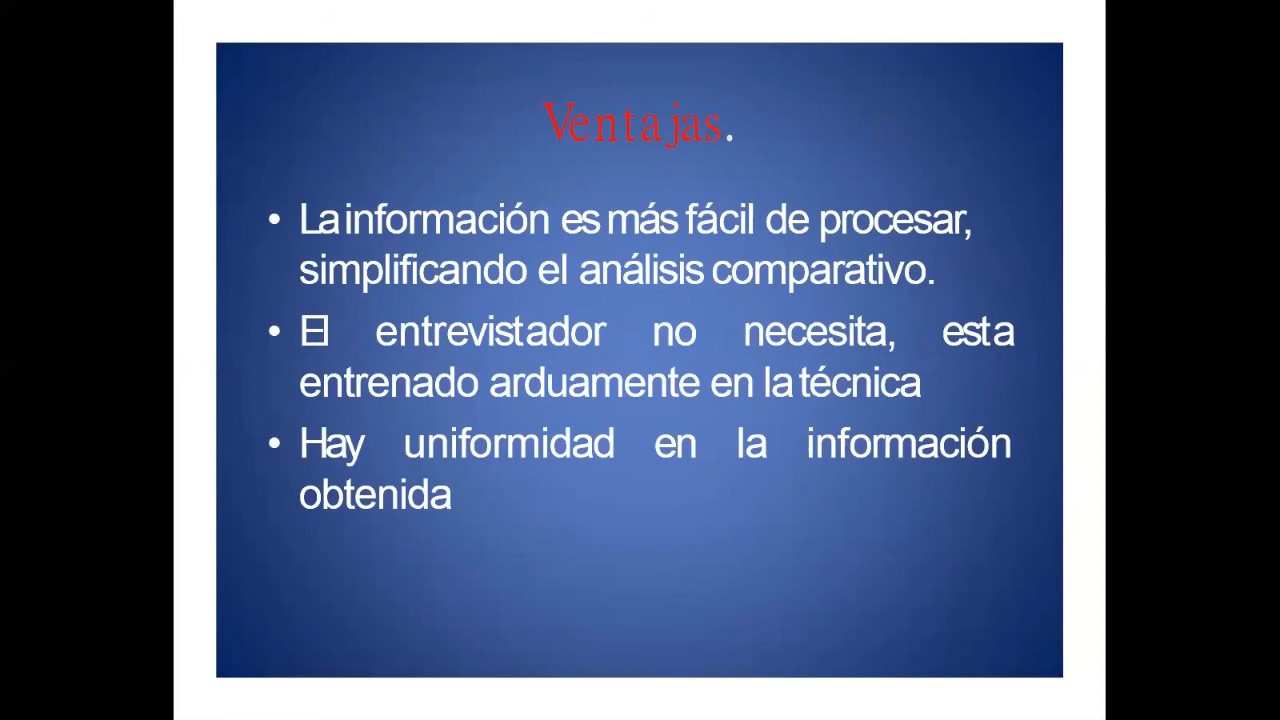 Ventajas.
• La información es más fácil de procesar,
simplificando el análisis comparativo.
• El entrevistador no necesita, esta
entrenado arduamente en la técnica
• Hay uniformidad en la información
obtenida